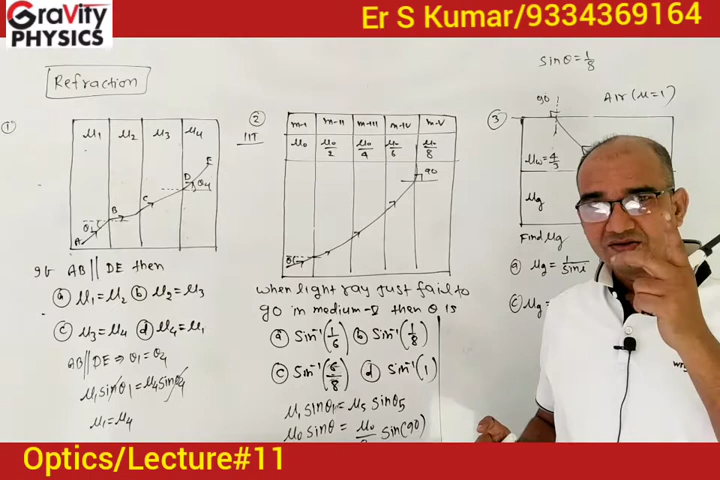 GRaVity
PHYSICS
Er S Kumar/9334369164
Refraction
sinθ = 1/8
①
μ1 μ2 μ3 μ4
A B C D E
θ1 θ4
AB || DE then
ⓐ μ1 = μ2 ⓑ μ2 = μ3
ⓒ μ3 = μ4 ⓓ μ4 = μ1
AB || DE ⇒ θ1 = θ4
μ1 sinθ1 = μ4 sinθ4
μ1 = μ4
②
IIT
m-I m-II m-III m-IV m-V
μ0 μ0/2 μ0/4 μ0/6 μ0/8
90
when light ray just fail to
go in medium-V then θ is
ⓐ Sin⁻¹(1/6) ⓑ Sin⁻¹(1/8)
ⓒ Sin⁻¹(6/8) ⓓ Sin⁻¹(1)
μ1 sinθ1 = μ5 sinθ5
μ0 sinθ = μ0/ sin(90)
③
90
Air (μ=1)
μw = 4/3
μg
Find μg
ⓐ μg = 1/sin i
ⓒ μg =
Optics/Lecture#11